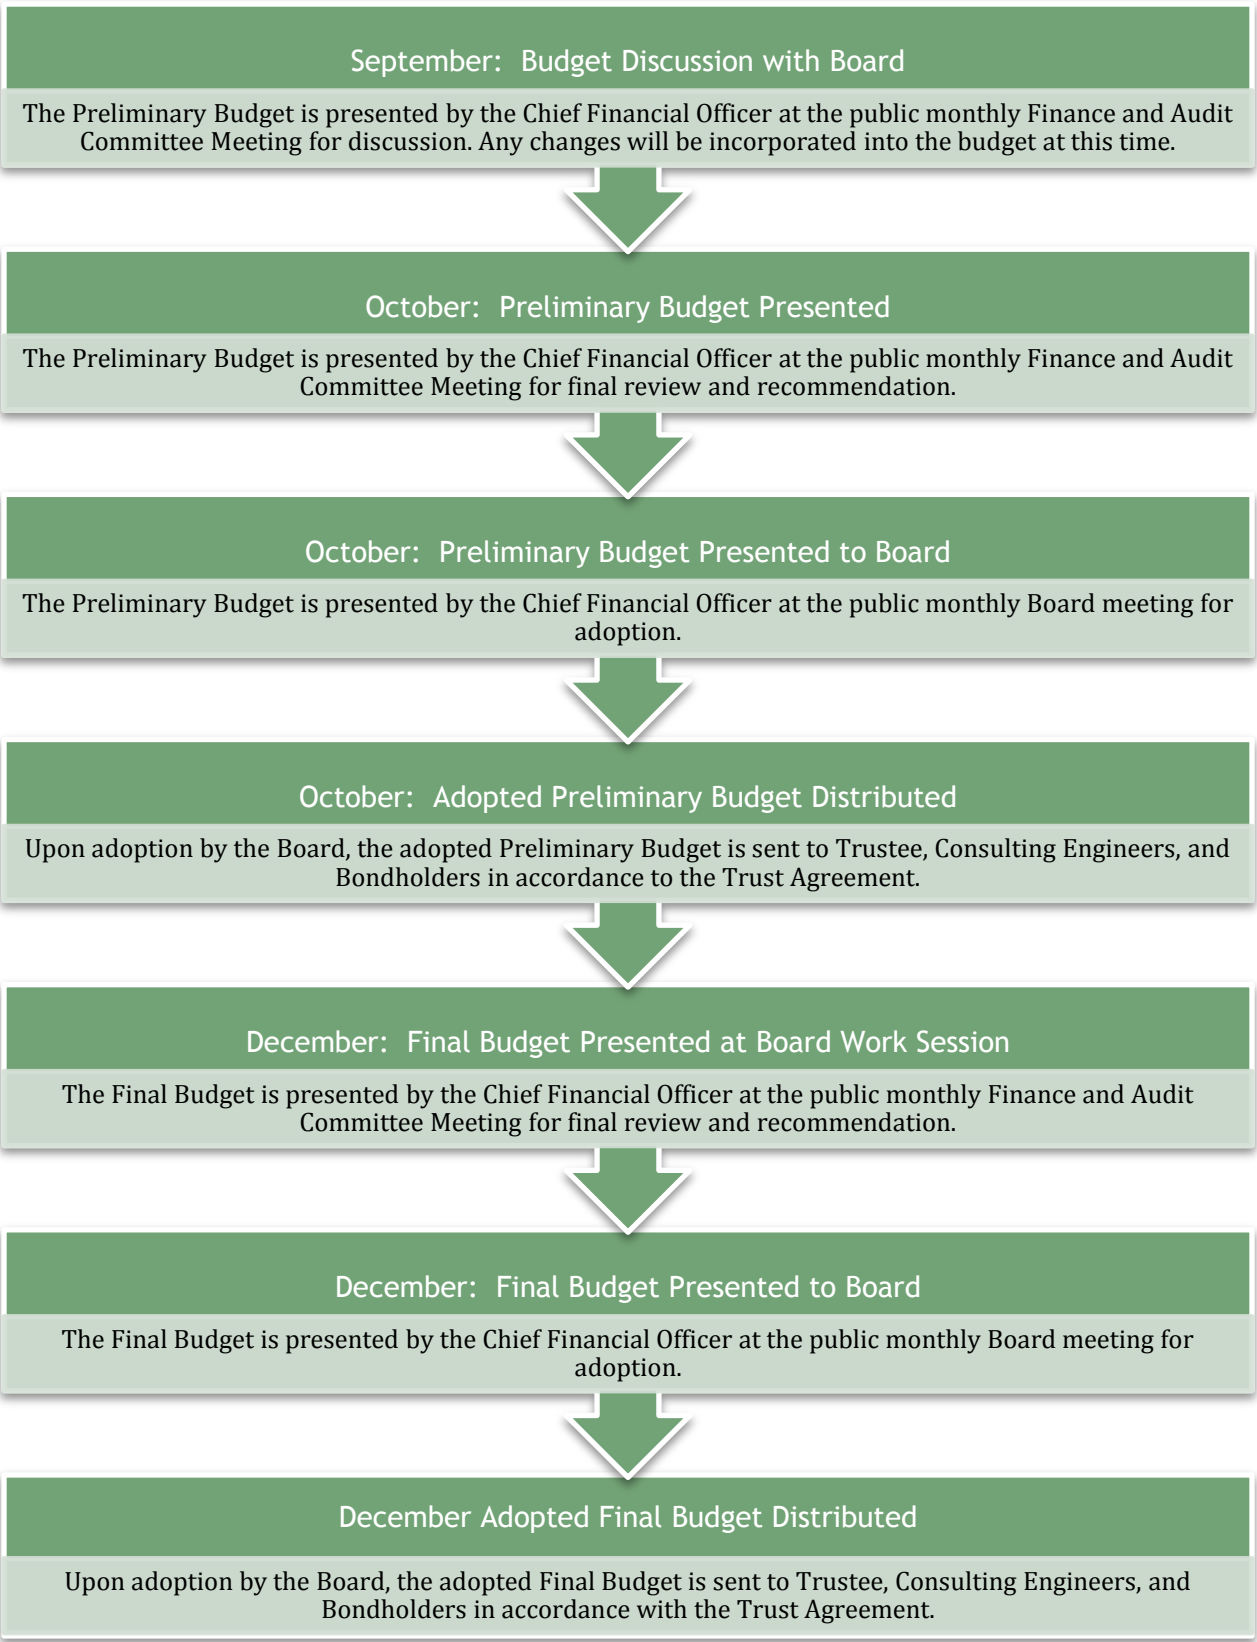 September:  Budget Discussion with Board
The Preliminary Budget is presented by the Chief Financial Officer at the public monthly Finance and Audit
Committee Meeting for discussion. Any changes will be incorporated into the budget at this time.
October:  Preliminary Budget Presented
The Preliminary Budget is presented by the Chief Financial Officer at the public monthly Finance and Audit
Committee Meeting for final review and recommendation.
October:  Preliminary Budget Presented to Board
The Preliminary Budget is presented by the Chief Financial Officer at the public monthly Board meeting for
adoption.
October:  Adopted Preliminary Budget Distributed
Upon adoption by the Board, the adopted Preliminary Budget is sent to Trustee, Consulting Engineers, and
Bondholders in accordance to the Trust Agreement.
December:  Final Budget Presented at Board Work Session
The Final Budget is presented by the Chief Financial Officer at the public monthly Finance and Audit
Committee Meeting for final review and recommendation.
December:  Final Budget Presented to Board
The Final Budget is presented by the Chief Financial Officer at the public monthly Board meeting for
adoption.
December Adopted Final Budget Distributed
Upon adoption by the Board, the adopted Final Budget is sent to Trustee, Consulting Engineers, and
Bondholders in accordance with the Trust Agreement.